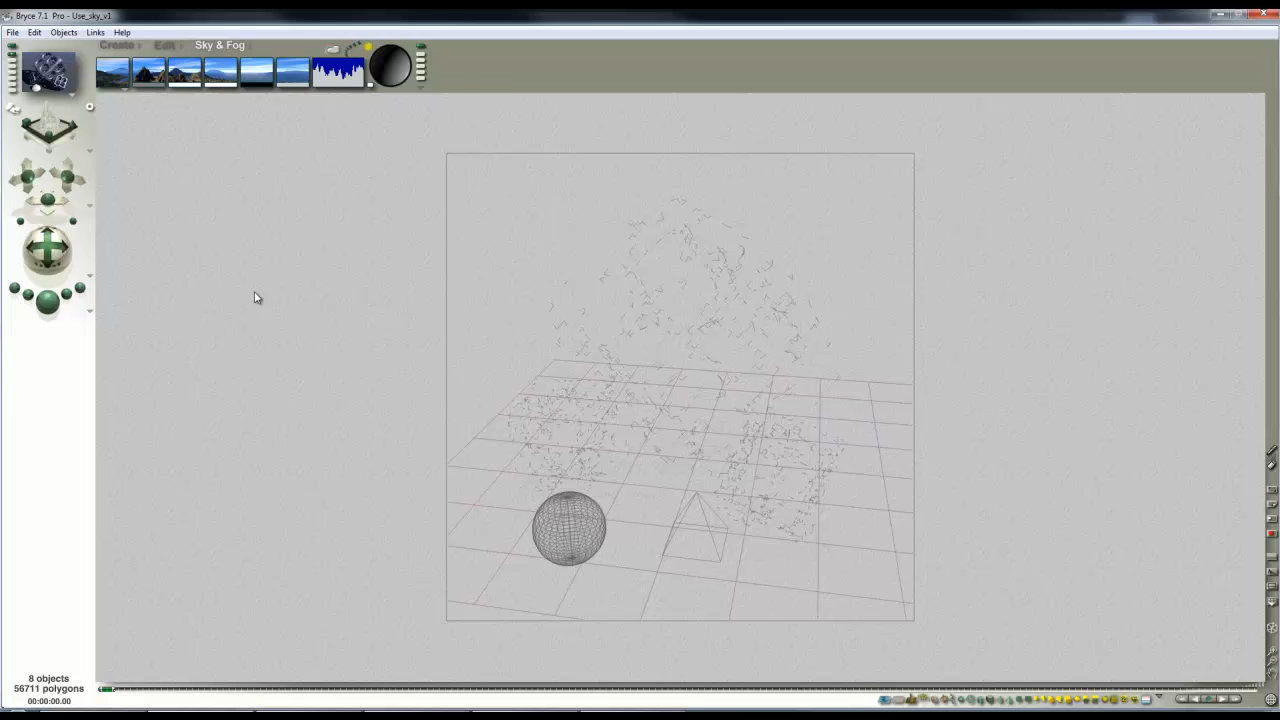 Bryce 7.1 Pro - Use_sky_v1
File Edit Objects Links Help
Create Edit Sky & Fog
8 objects
56711 polygons
00:00:00.00